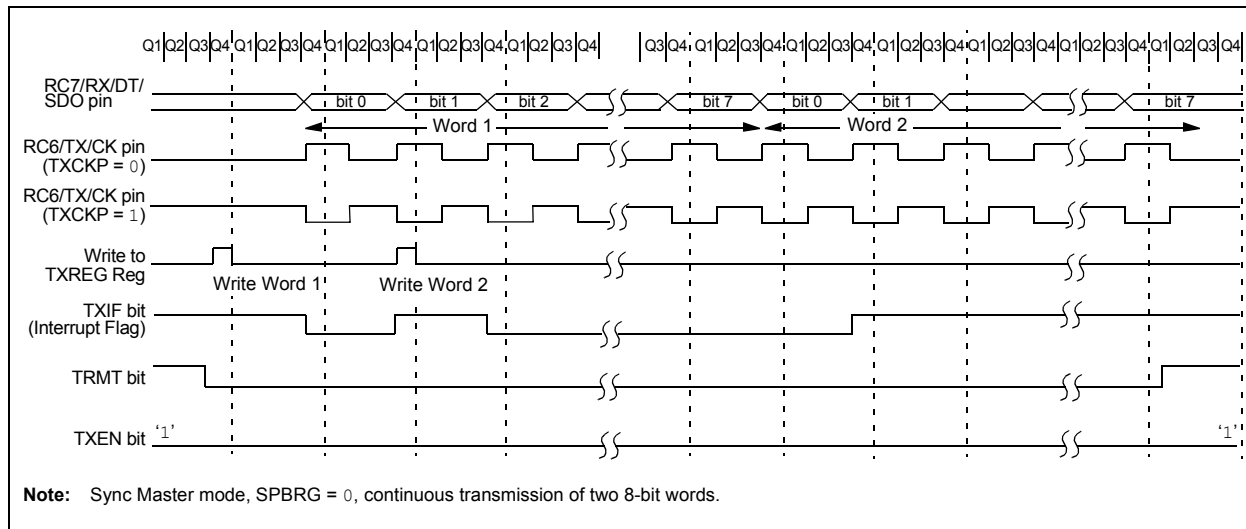 Q1 Q2 Q3 Q4 Q1 Q2 Q3 Q4 Q1 Q2 Q3 Q4 Q1 Q2 Q3 Q4 Q1 Q2 Q3 Q4 Q3 Q4 Q1 Q2 Q3 Q4 Q1 Q2 Q3 Q4 Q1 Q2 Q3 Q4 Q1 Q2 Q3 Q4 Q1 Q2 Q3 Q4 Q1 Q2 Q3 Q4
RC7/RX/DT/
SDO pin
bit 0 bit 1 bit 2 bit 7 bit 0 bit 1 bit 7
Word 1 Word 2
RC6/TX/CK pin
(TXCKP = 0)
RC6/TX/CK pin
(TXCKP = 1)
Write to
TXREG Reg
Write Word 1 Write Word 2
TXIF bit
(Interrupt Flag)
TRMT bit
TXEN bit
‘1’ ‘1’
Note: Sync Master mode, SPBRG = 0, continuous transmission of two 8-bit words.